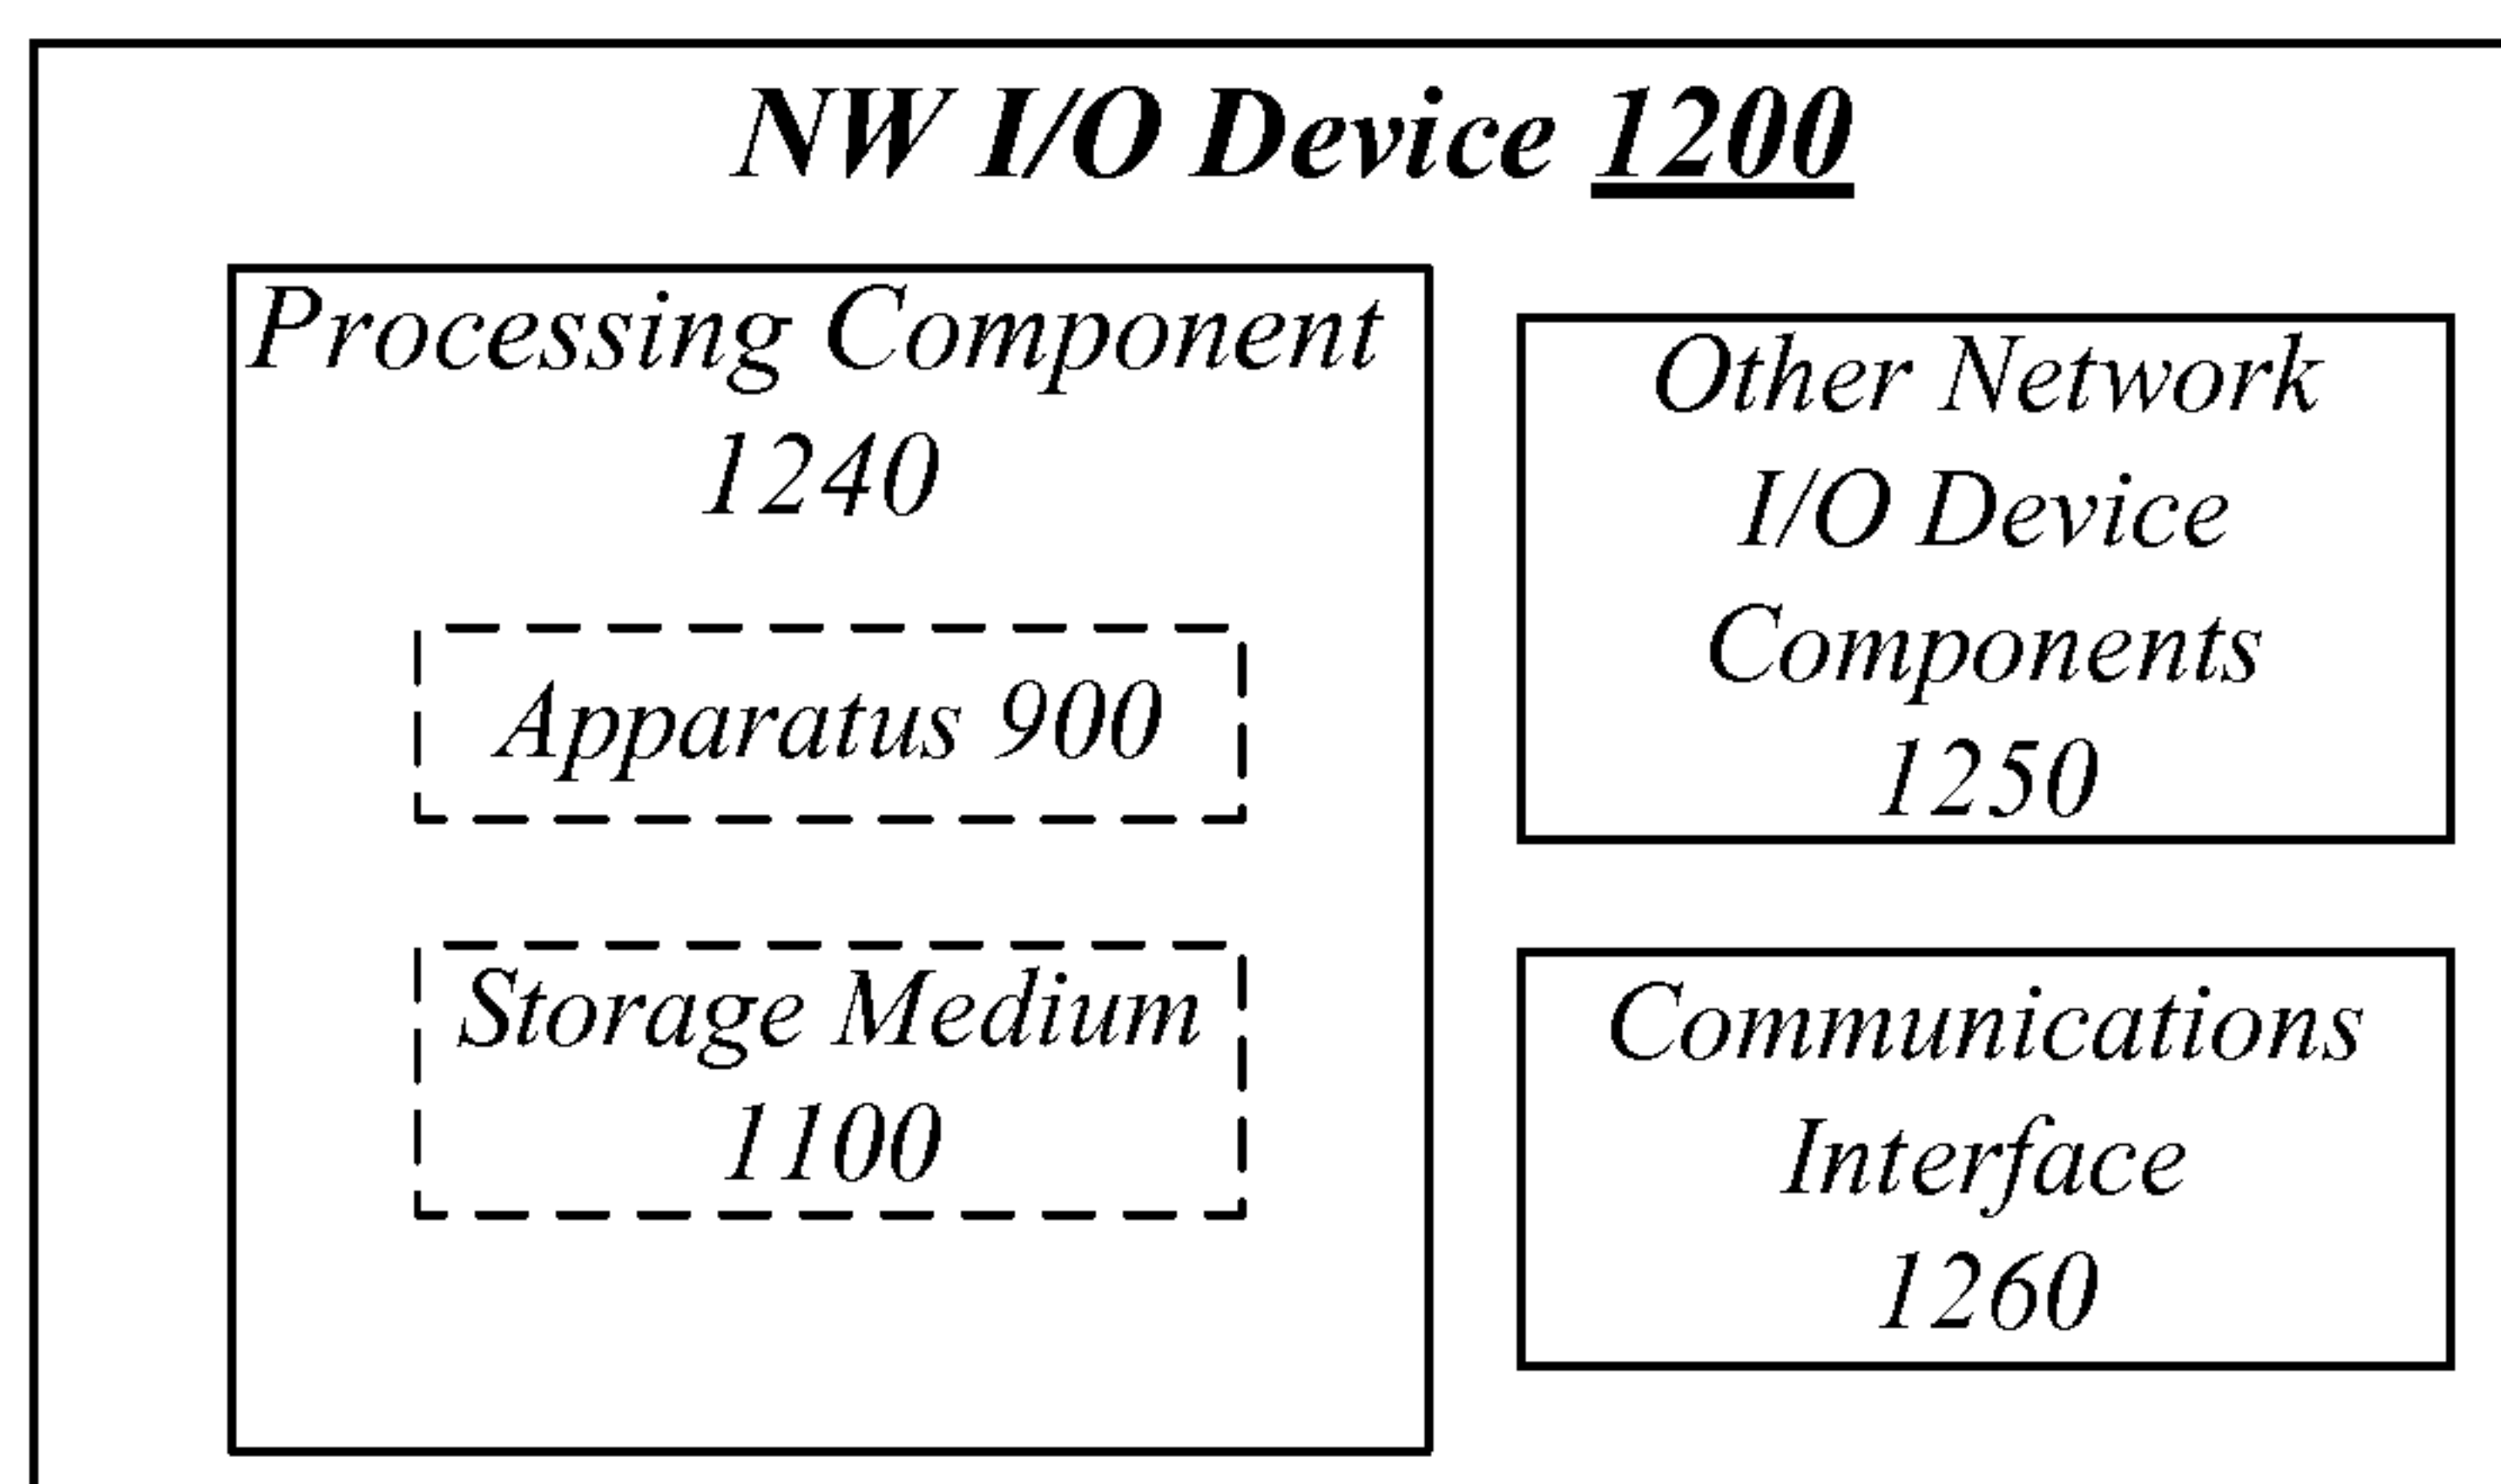 NW I/O Device 1200
Processing Component
1240
Apparatus 900
Storage Medium
1100
Other Network
I/O Device
Components
1250
Communications
Interface
1260